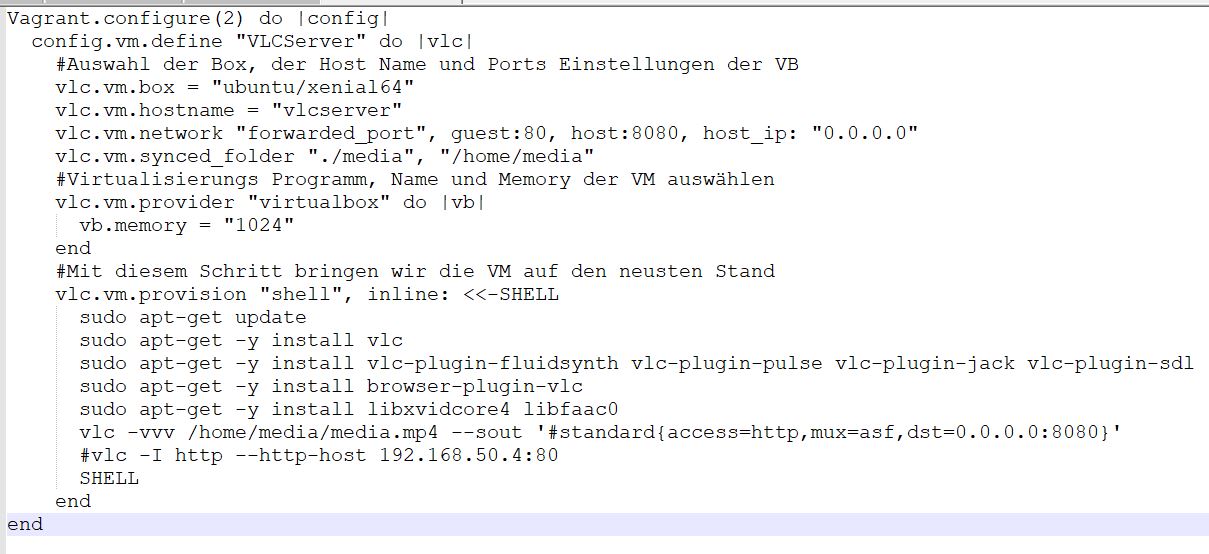 Vagrant.configure(2) do |config|
  config.vm.define "VLCServer" do |vlc|
    #Auswahl der Box, der Host Name und Ports Einstellungen der VB
    vlc.vm.box = "ubuntu/xenial64"
    vlc.vm.hostname = "vlcserver"
    vlc.vm.network "forwarded_port", guest:80, host:8080, host_ip: "0.0.0.0"
    vlc.vm.synced_folder "./media", "/home/media"
    #Virtualisierungs Programm, Name und Memory der VM auswählen
    vlc.vm.provider "virtualbox" do |vb|
      vb.memory = "1024"
    end
    #Mit diesem Schritt bringen wir die VM auf den neusten Stand
    vlc.vm.provision "shell", inline: <<-SHELL
      sudo apt-get update
      sudo apt-get -y install vlc
      sudo apt-get -y install vlc-plugin-fluidsynth vlc-plugin-pulse vlc-plugin-jack vlc-plugin-sdl
      sudo apt-get -y install browser-plugin-vlc
      sudo apt-get -y install libxvidcore4 libfaac0
      vlc -vvv /home/media/media.mp4 --sout '#standard{access=http,mux=asf,dst=0.0.0.0:8080}'
      #vlc -I http --http-host 192.168.50.4:80
      SHELL
    end
end